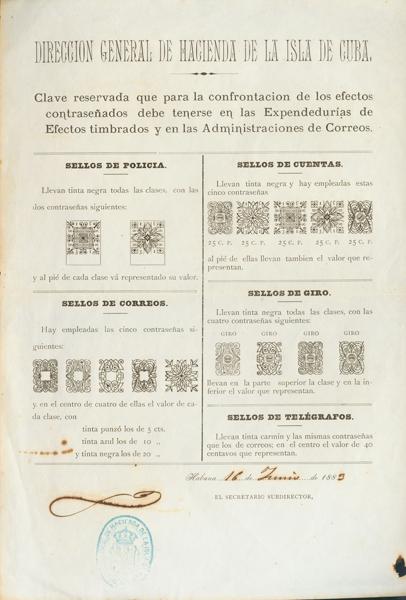 DIRECCION GENERAL DE HACIENDA DE LA ISLA DE CUBA.
Clave reservada que para la confrontacion de los efectos
contraseñados debe tenerse en las Expendedurías de
Efectos timbrados y en las Administraciones de Correos.
SELLOS DE POLICIA.
Llevan tinta negra todas las clases, con las
dos contraseñas siguientes:
y al pié de cada clase vá representado su valor.
SELLOS DE CORREOS.
Hay empleadas las cinco contraseñas si-
guientes:
y, en el centro de cuatro de ellas el valor de ca-
da clase, con
tinta punzó los de 5 cts.
tinta azul los de 10 „
y tinta negra los de 20 „
SELLOS DE CUENTAS.
Llevan tinta negra y hay empleadas estas
cinco contraseñas
25 C. P. 25 C. P. 25 C. P. 25 C. P. 25 C. P.
al pié de ellas llevan tambien el valor que re-
presentan.
SELLOS DE GIRO.
Llevan tinta negra todas las clases, con las
cuatro contraseñas siguientes:
GIRO GIRO GIRO GIRO
llevan en la parte superior la clase y en la in-
ferior el valor que representan.
SELLOS DE TELÉGRAFOS.
Llevan tinta carmin y las mismas contraseñas
que los de correos; en el centro el valor de 40
centavos que representan.
Habana 16 de Junio de 1883
EL SECRETARIO SUBDIRECTOR,